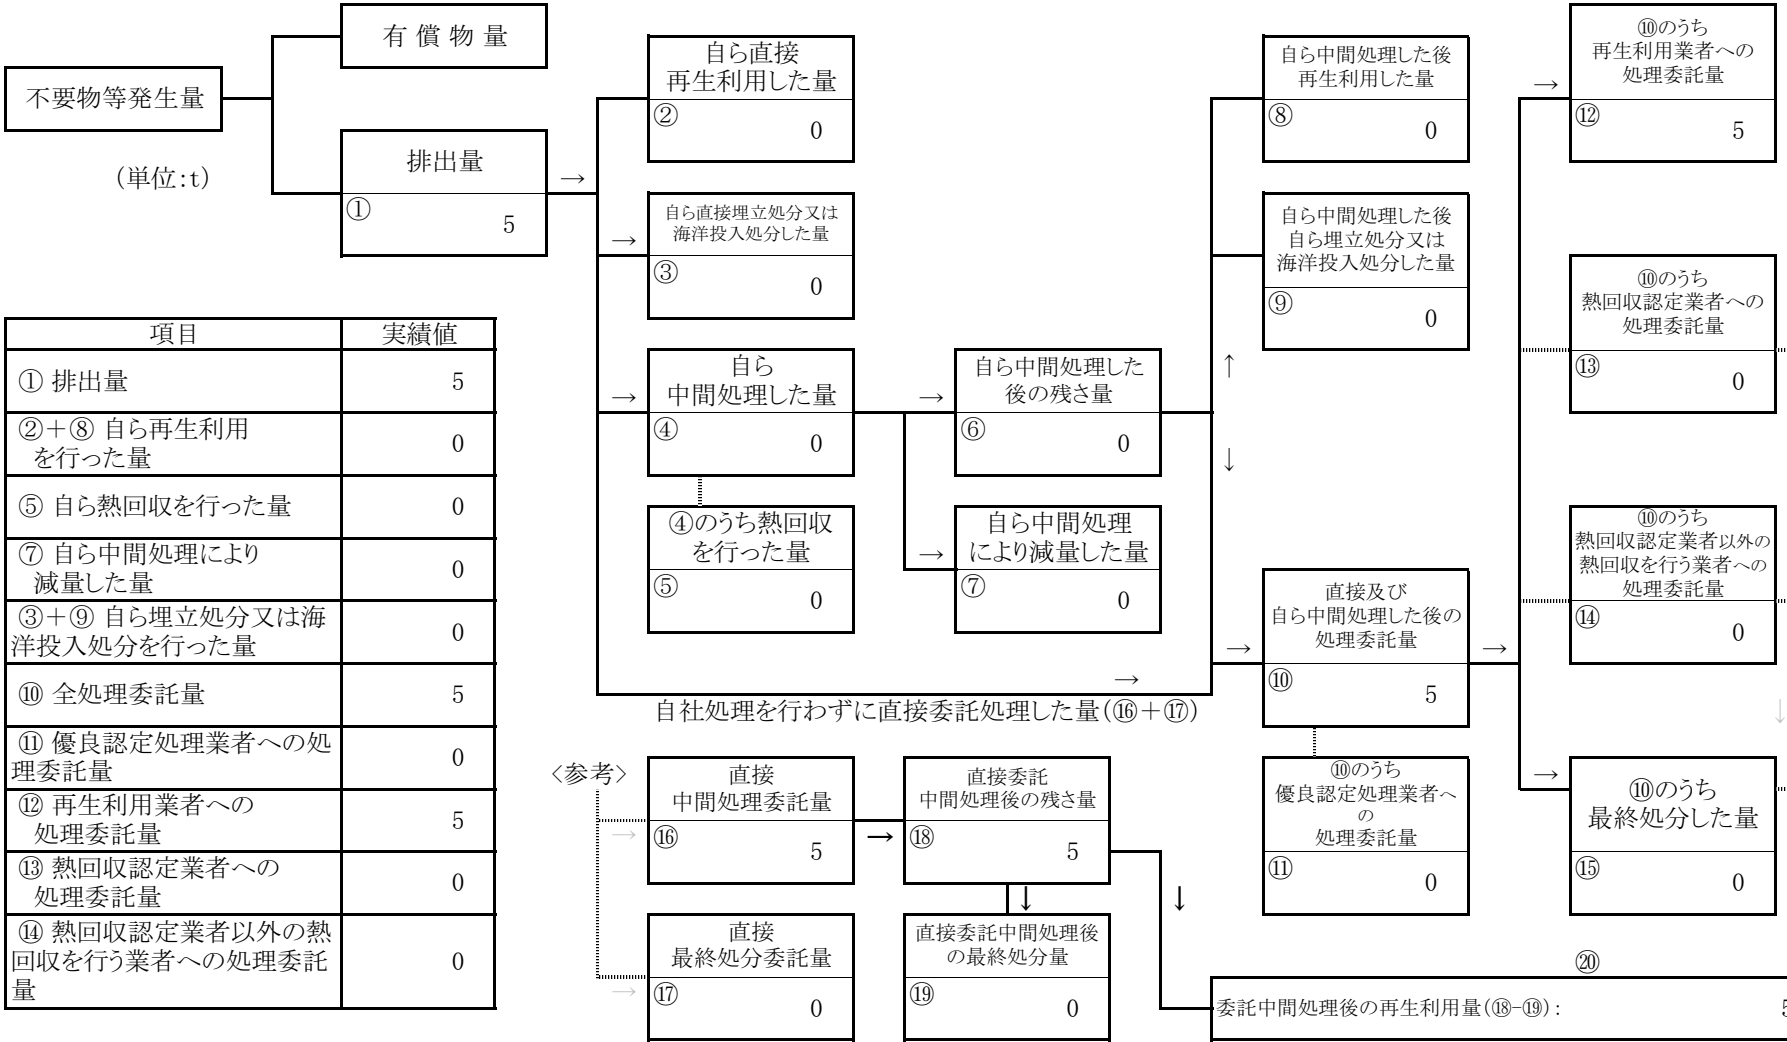 有 償 物 量
不要物等発生量
(単位:t)
排出量
①
5
→
自ら直接
再生利用した量
②
0
→
自ら直接埋立処分又は
海洋投入処分した量
③
0
→
自ら
中間処理した量
④
0
④のうち熱回収
を行った量
⑤
0
→
自ら中間処理した
後の残さ量
⑥
0
→
自ら中間処理
により減量した量
⑦
0
↑
↓
自ら中間処理した後
再生利用した量
⑧
0
自ら中間処理した後
自ら埋立処分又は
海洋投入処分した量
⑨
0
→
自社処理を行わずに直接委託処理した量(⑯+⑰)
→
直接及び
自ら中間処理した後の
処理委託量
⑩
5
→
⑩のうち
優良認定処理業者へ
の
処理委託量
⑪
0
→
⑩のうち
再生利用業者への
処理委託量
⑫
5
⑩のうち
熱回収認定業者への
処理委託量
⑬
0
⑩のうち
熱回収認定業者以外の
熱回収を行う業者への
処理委託量
⑭
0
↓
→
⑩のうち
最終処分した量
⑮
0
項目 実績値
① 排出量 5
②+⑧ 自ら再生利用
を行った量 0
⑤ 自ら熱回収を行った量 0
⑦ 自ら中間処理により
減量した量 0
③+⑨ 自ら埋立処分又は海
洋投入処分を行った量 0
⑩ 全処理委託量 5
⑪ 優良認定処理業者への処
理委託量 0
⑫ 再生利用業者への
処理委託量 5
⑬ 熱回収認定業者への
処理委託量 0
⑭ 熱回収認定業者以外の熱
回収を行う業者への処理委託
量 0
〈参考〉
→
直接
中間処理委託量
⑯
5
→
直接委託
中間処理後の残さ量
⑱
5
↓
↓
→
直接
最終処分委託量
⑰
0
直接委託中間処理後
の最終処分量
⑲
0
⑳
委託中間処理後の再生利用量(⑱-⑲): 5